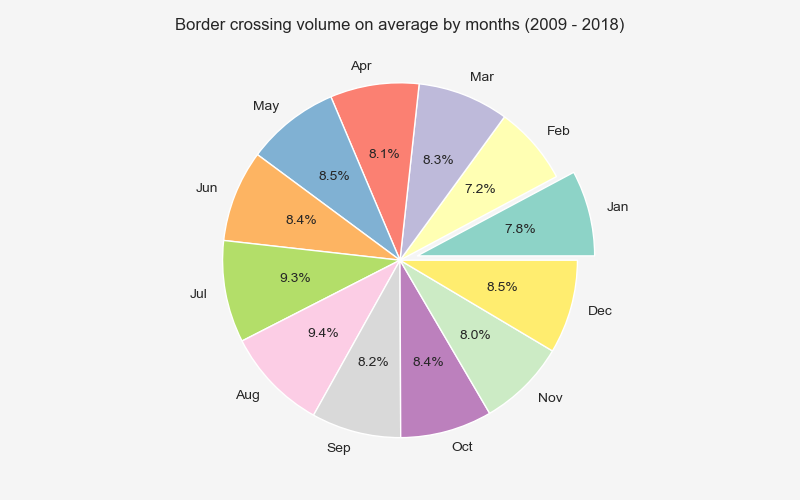 Border crossing volume on average by months (2009 - 2018)
Jan
7.8%
Feb
7.2%
Mar
8.3%
Apr
8.1%
May
8.5%
Jun
8.4%
Jul
9.3%
Aug
9.4%
Sep
8.2%
Oct
8.4%
Nov
8.0%
Dec
8.5%